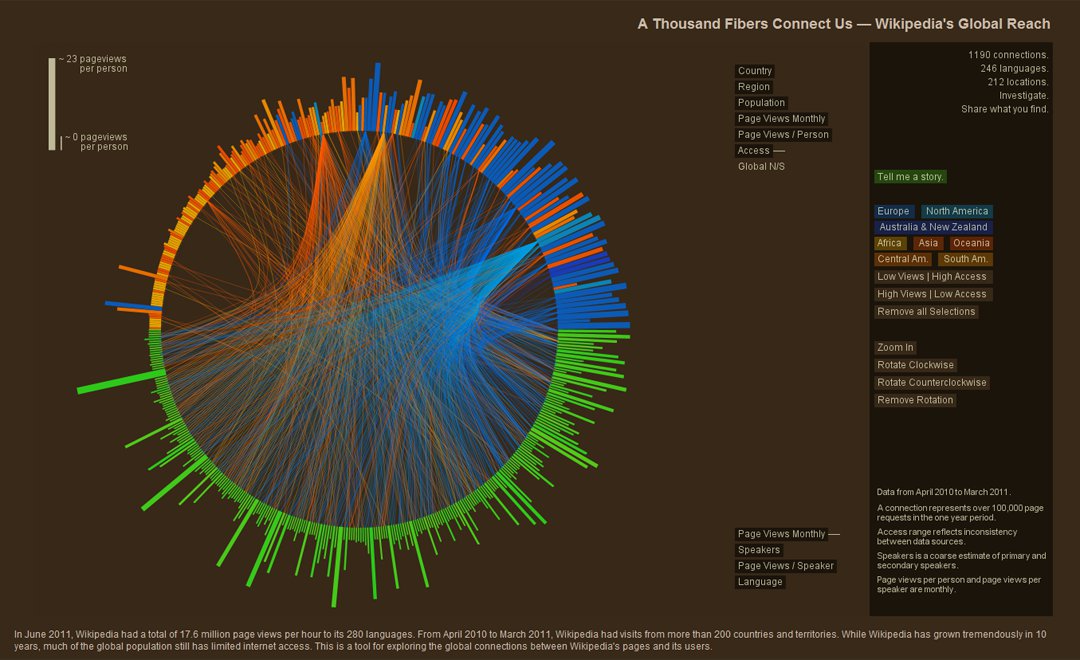 A Thousand Fibers Connect Us — Wikipedia's Global Reach
~ 23 pageviews
per person
~ 0 pageviews
per person
Country
Region
Population
Page Views Monthly
Page Views / Person
Access —
Global N/S
1190 connections.
246 languages.
212 locations.
Investigate.
Share what you find.
Tell me a story.
Europe North America
Australia & New Zealand
Africa Asia Oceania
Central Am. South Am.
Low Views | High Access
High Views | Low Access
Remove all Selections
Zoom In
Rotate Clockwise
Rotate Counterclockwise
Remove Rotation
Data from April 2010 to March 2011.
A connection represents over 100,000 page
requests in the one year period.
Access range reflects inconsistency
between data sources.
Speakers is a coarse estimate of primary and
secondary speakers.
Page views per person and page views per
speaker are monthly.
Page Views Monthly —
Speakers
Page Views / Speaker
Language
In June 2011, Wikipedia had a total of 17.6 million page views per hour to its 280 languages. From April 2010 to March 2011, Wikipedia had visits from more than 200 countries and territories. While Wikipedia has grown tremendously in 10
years, much of the global population still has limited internet access. This is a tool for exploring the global connections between Wikipedia's pages and its users.